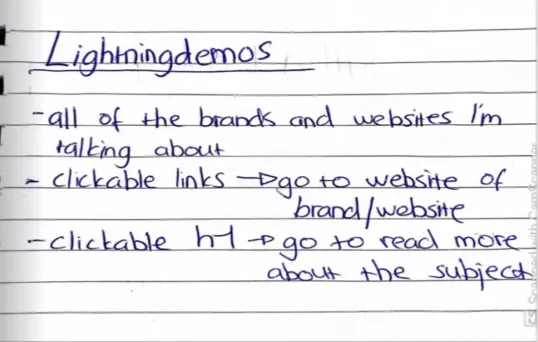 Lightningdemos
- all of the brands and websites I'm
talking about
- clickable links → go to website of
brand/website
- clickable h1 → go to read more
about the subject
CS Scanned with CamScanner